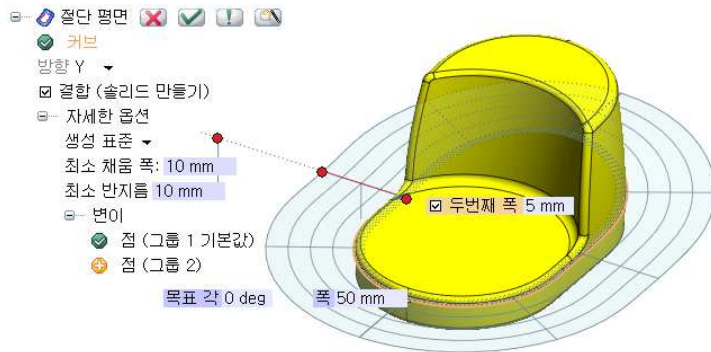 절단 평면
커브
방향 Y
결합 (솔리드 만들기)
자세한 옵션
생성 표준
최소 채움 폭: 10 mm
최소 반지름 10 mm
두번째 폭 5 mm
변이
점 (그룹 1 기본값)
점 (그룹 2)
목표 각 0 deg 폭 50 mm